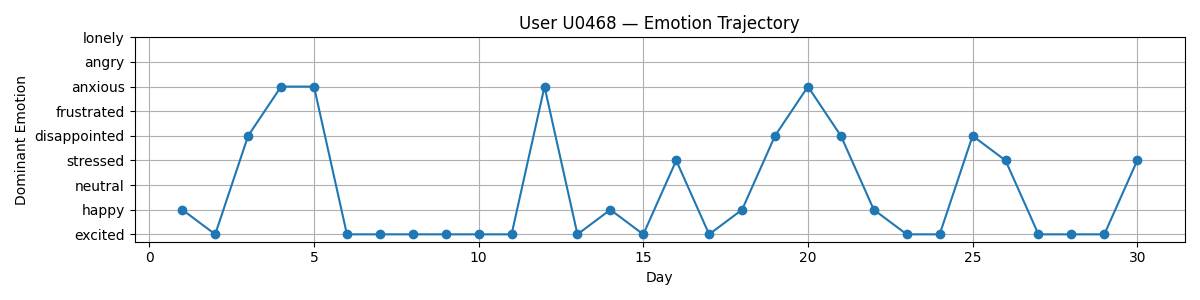 User U0468 — Emotion Trajectory
lonely
angry
anxious
frustrated
disappointed
stressed
neutral
happy
excited
Dominant Emotion
0 5 10 15 20 25 30
Day